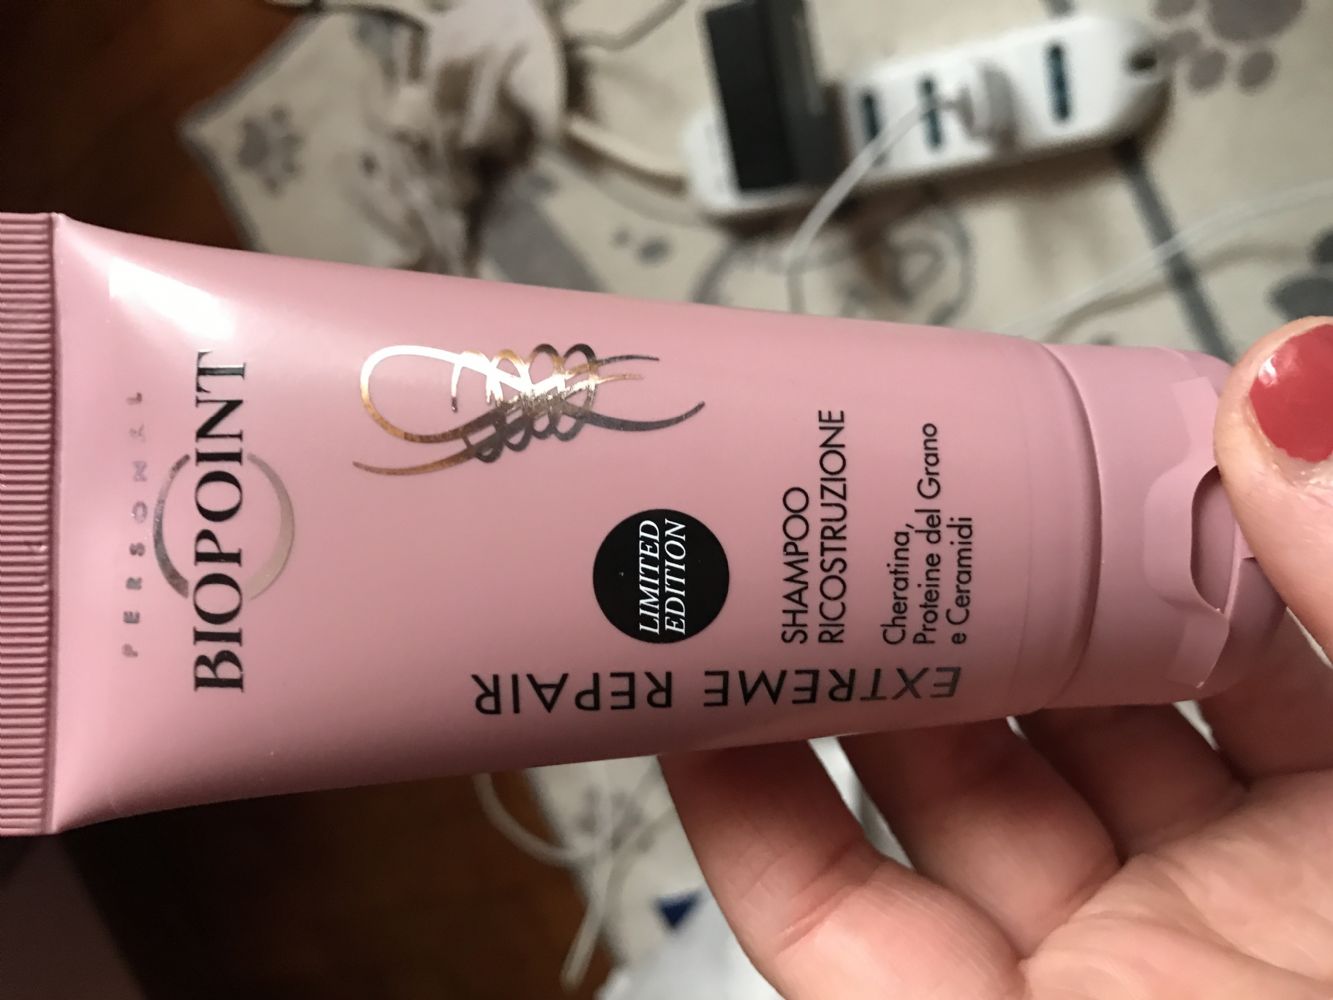 PERSONAL
BIOPOINT
LIMITED
EDITION
EXTREME REPAIR
SHAMPOO
RICOSTRUZIONE
Cheratina,
Proteine del Grano
e Ceramidi